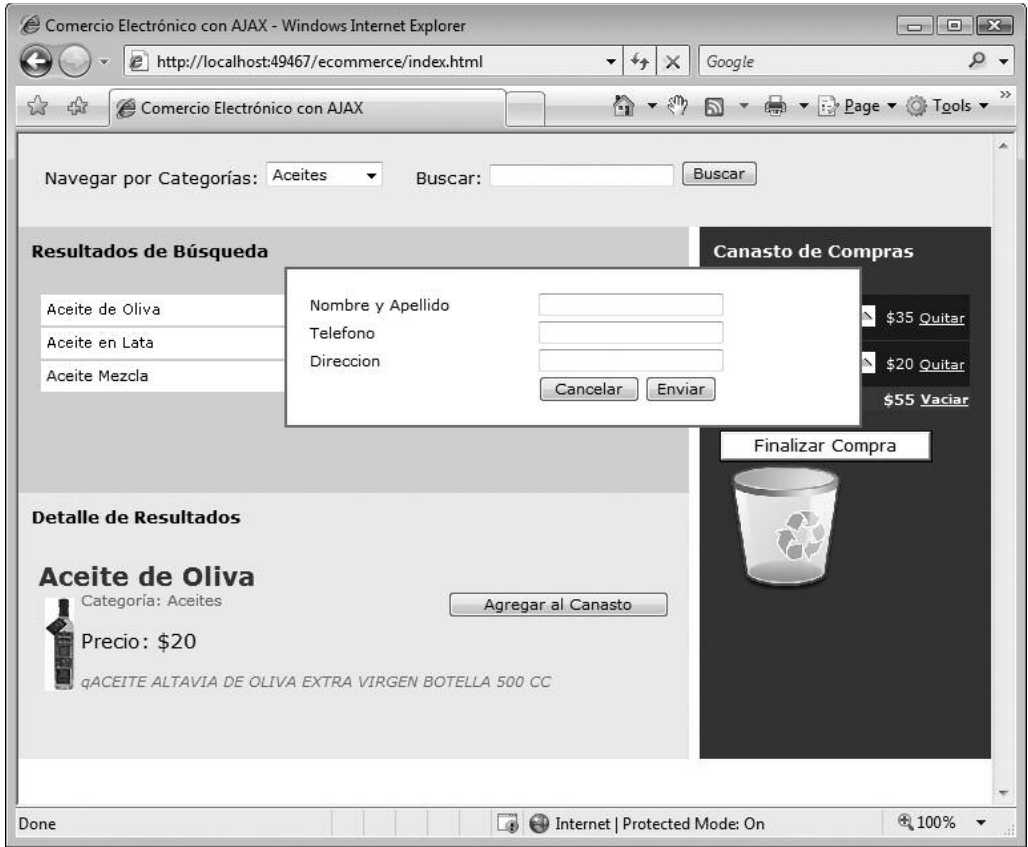 Comercio Electrónico con AJAX - Windows Internet Explorer
http://localhost:49467/ecommerce/index.html
Google
Comercio Electrónico con AJAX
Page
Tools
Navegar por Categorías: Aceites
Buscar:
Buscar
Resultados de Búsqueda
Aceite de Oliva
Aceite en Lata
Aceite Mezcla
Nombre y Apellido
Telefono
Direccion
Cancelar
Enviar
Canasto de Compras
$35 Quitar
$20 Quitar
$55 Vaciar
Finalizar Compra
Detalle de Resultados
Aceite de Oliva
Categoría: Aceites
Agregar al Canasto
Precio: $20
qACEITE ALTAVIA DE OLIVA EXTRA VIRGEN BOTELLA 500 CC
Done
Internet | Protected Mode: On
100%